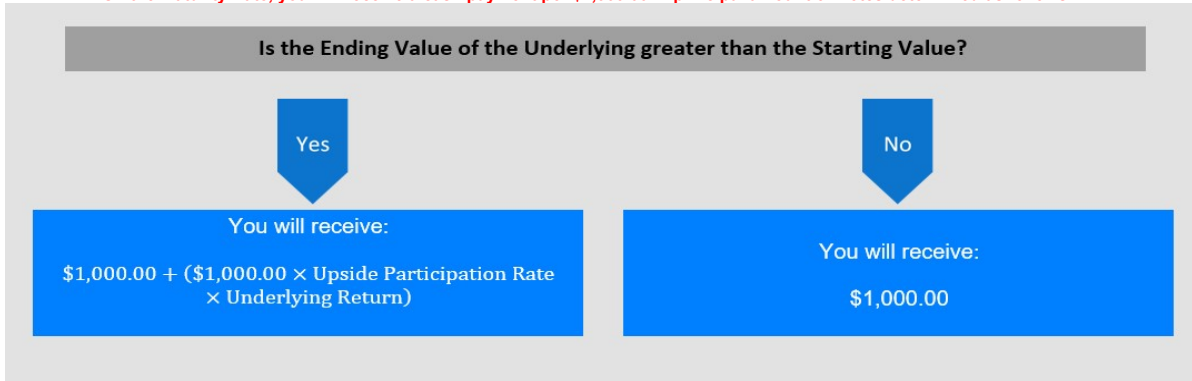 Is the Ending Value of the Underlying greater than the Starting Value?
Yes
No
You will receive:
$1,000.00 + ($1,000.00 × Upside Participation Rate
× Underlying Return)
You will receive:
$1,000.00